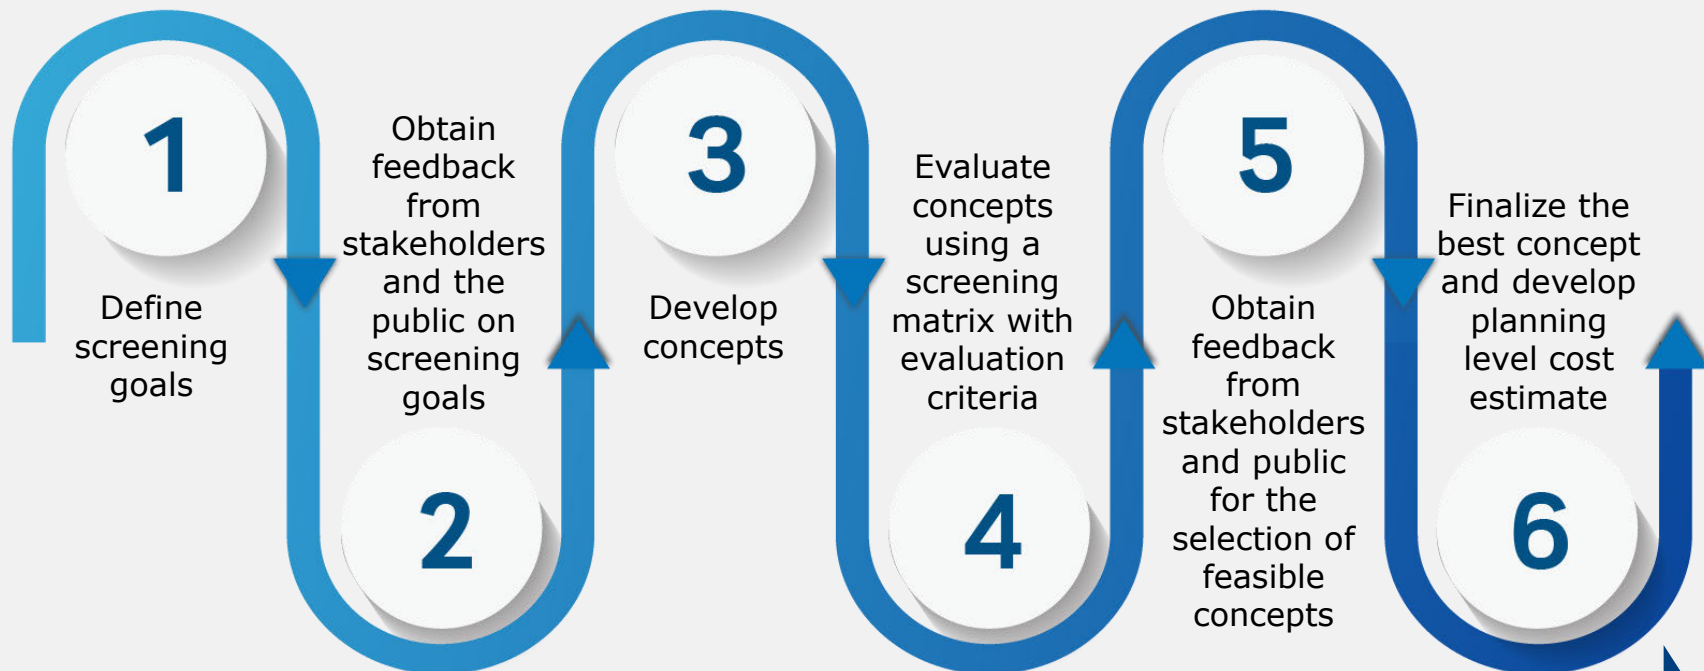 1
Define
screening
goals
Obtain
feedback
from
stakeholders
and the
public on
screening
goals
2
3
Develop
concepts
Evaluate
concepts
using a
screening
matrix with
evaluation
criteria
4
5
Obtain
feedback
from
stakeholders
and public
for the
selection of
feasible
concepts
Finalize the
best concept
and develop
planning
level cost
estimate
6